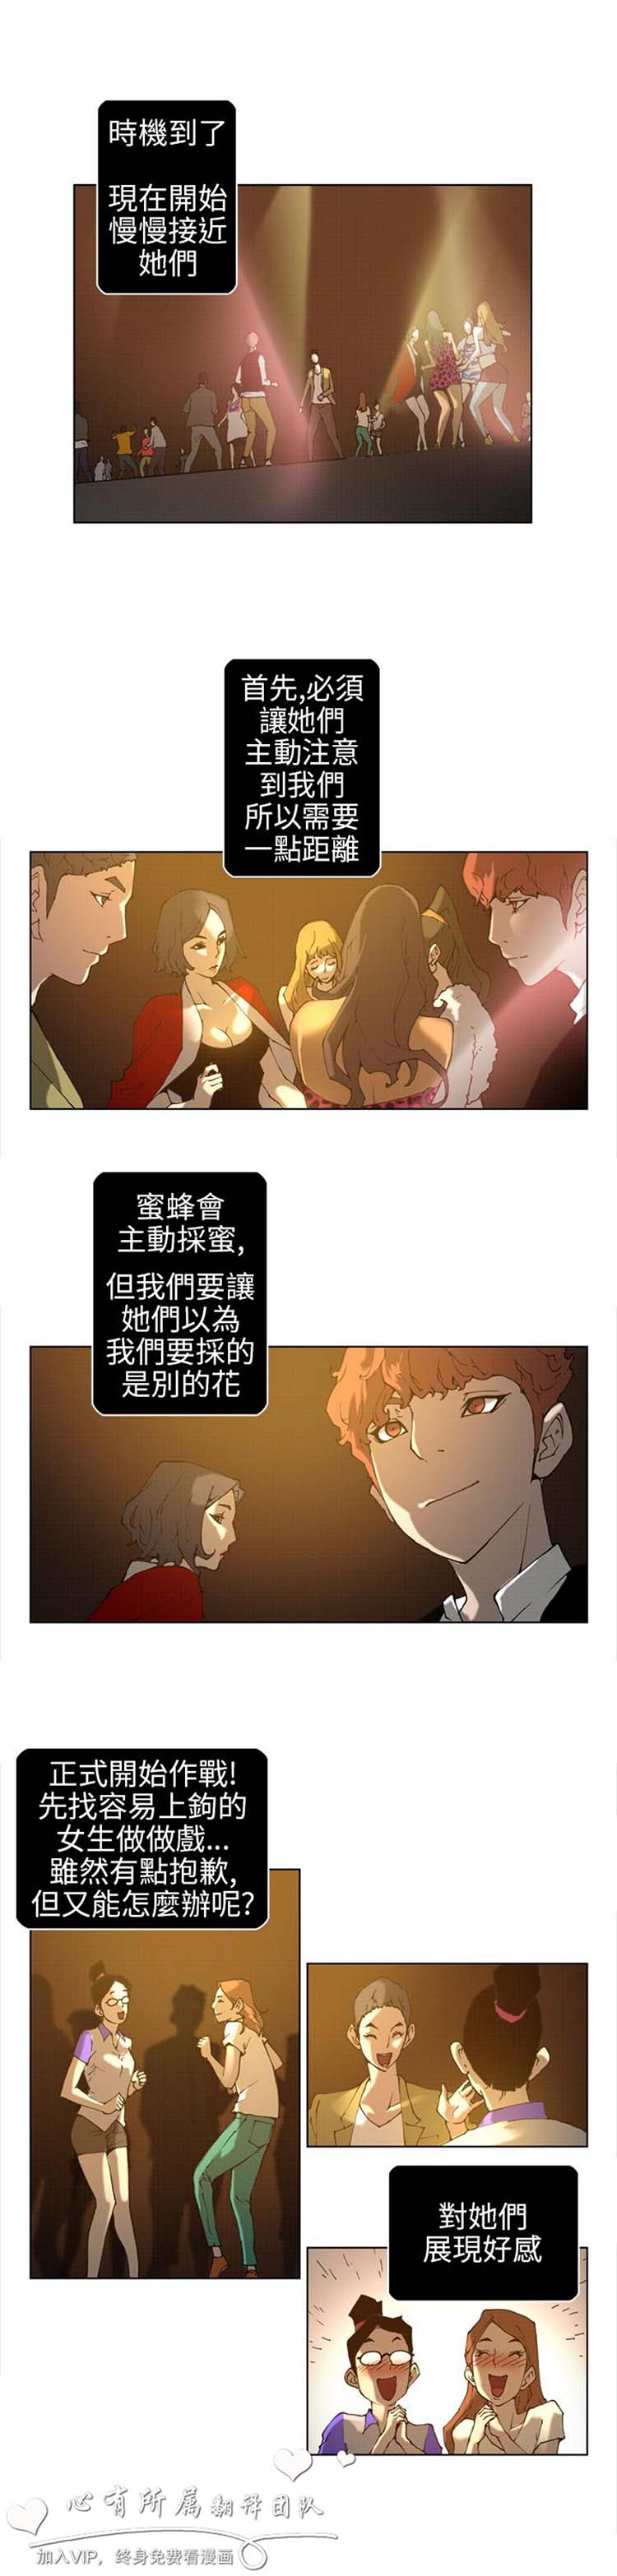 時機到了
現在開始
慢慢接近
她們
首先,必須
讓她們
主動注意
到我們
所以需要
一點距離
蜜蜂會
主動採蜜,
但我們要讓
她們以為
我們要採的
是別的花
正式開始作戰!
先找容易上鉤的
女生做做戲...
雖然有點抱歉,
但又能怎麼辦呢?
對她們
展現好感
心有所属翻译团队
加入VIP，终身免费看漫画